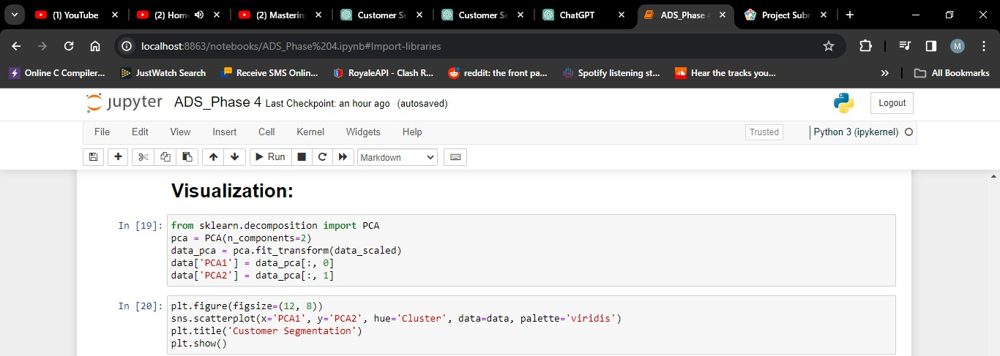 (1) YouTube
(2) Hom
(2) Masterin
Customer Se
Customer Se
ChatGPT
ADS_Phase 4
Project Subr
localhost:8863/notebooks/ADS_Phase%204.ipynb#Import-libraries
M
Online C Compiler...
JustWatch Search
Receive SMS Onlin...
RoyaleAPI - Clash R...
reddit: the front pa...
Spotify listening st...
Hear the tracks you...
»
All Bookmarks
jupyter ADS_Phase 4 Last Checkpoint: an hour ago (autosaved)
Logout
File Edit View Insert Cell Kernel Widgets Help
Trusted
Python 3 (ipykernel)
Run
Markdown
Visualization:
In [19]:
from sklearn.decomposition import PCA
pca = PCA(n_components=2)
data_pca = pca.fit_transform(data_scaled)
data['PCA1'] = data_pca[:, 0]
data['PCA2'] = data_pca[:, 1]
In [20]:
plt.figure(figsize=(12, 8))
sns.scatterplot(x='PCA1', y='PCA2', hue='Cluster', data=data, palette='viridis')
plt.title('Customer Segmentation')
plt.show()